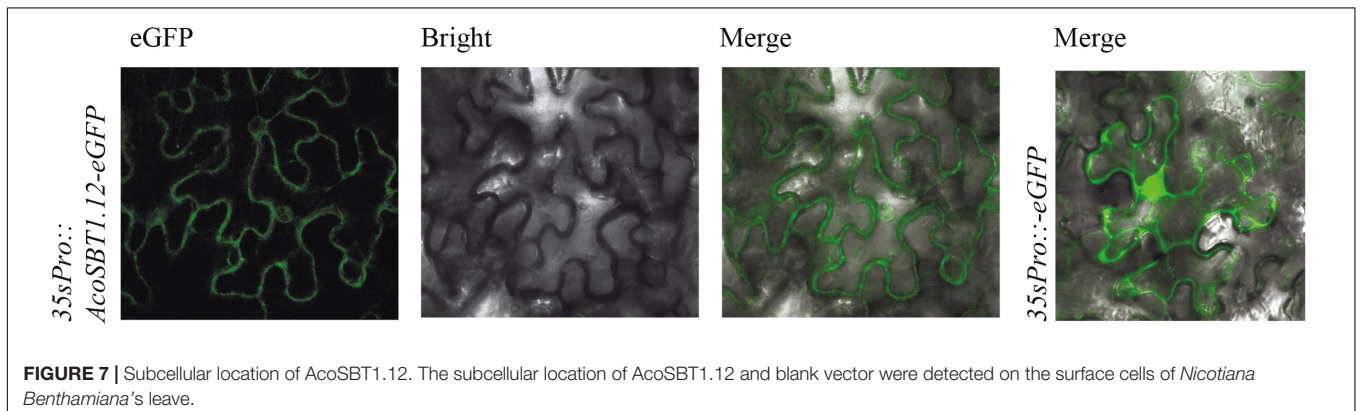 eGFP
Bright
Merge
Merge
35sPro::
AcoSBT1.12-eGFP
35sPro::-eGFP
FIGURE 7 | Subcellular location of AcoSBT1.12. The subcellular location of AcoSBT1.12 and blank vector were detected on the surface cells of Nicotiana
Benthamiana's leave.